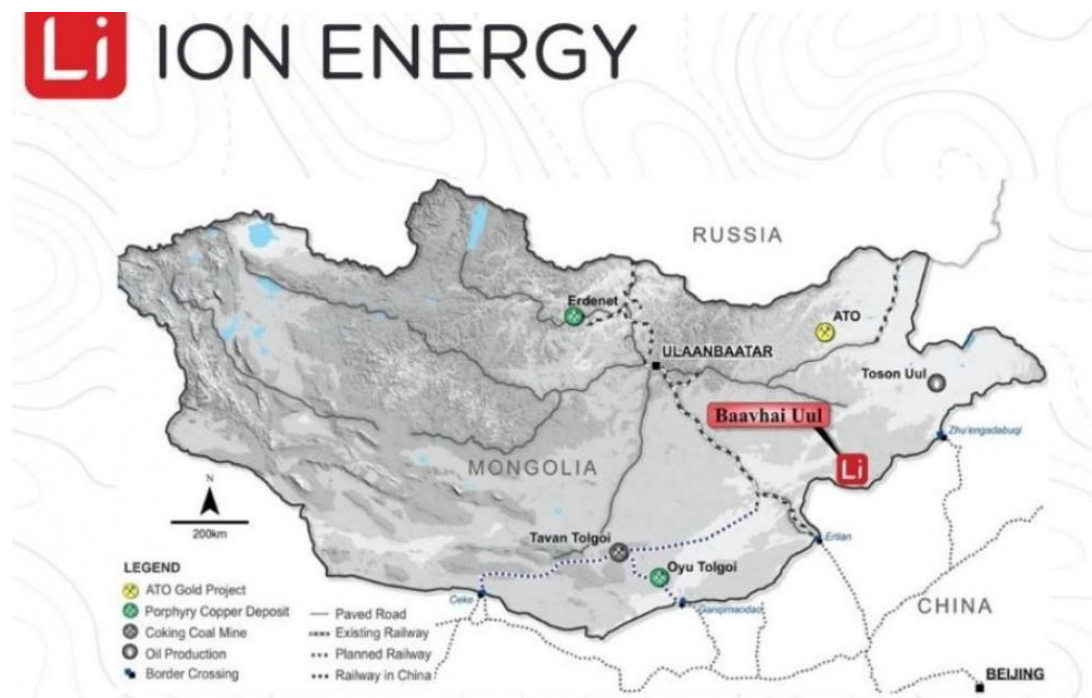 Li ION ENERGY
RUSSIA
Erdenet
ATO
ULAANBAATAR
Toson Uul
Baavhai Uul
Zhu'engadabuqi
Li
MONGOLIA
N
200km
Tavan Tolgoi
Erlian
Oyu Tolgoi
Ceke
Ganqimaodao
CHINA
BEIJING
LEGEND
ATO Gold Project
Porphyry Copper Deposit
Coking Coal Mine
Oil Production
Border Crossing
Paved Road
Existing Railway
Planned Railway
Railway in China